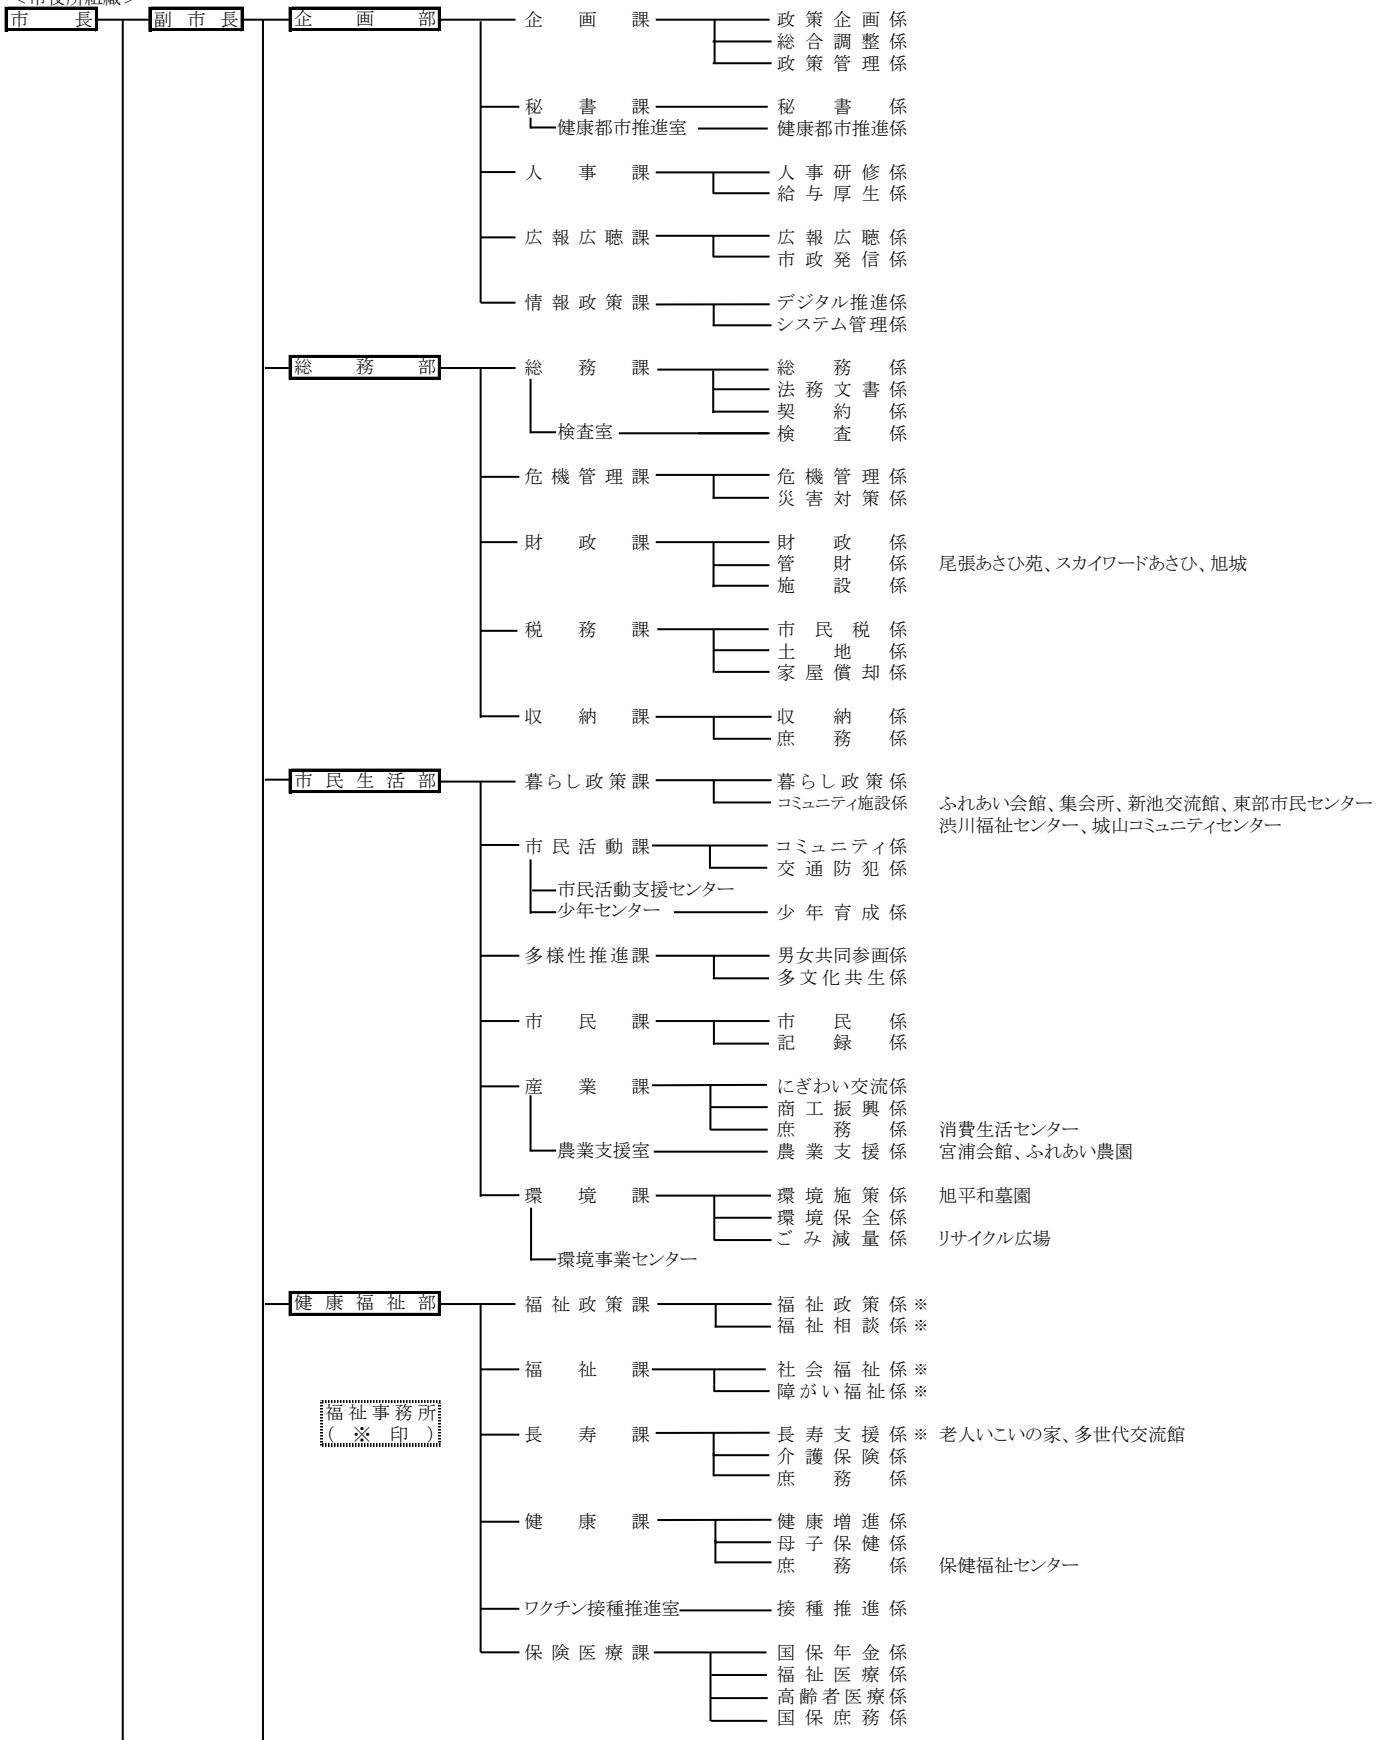 ＜市役所組織＞
市長 副市長 企画部 企画課 政策企画係
総合調整係
政策管理係
秘書課 秘書係
健康都市推進室 健康都市推進係
人事課 人事研修係
給与厚生係
広報広聴課 広報広聴係
市政発信係
情報政策課 デジタル推進係
システム管理係
総務部 総務課 総務係
法務文書係
契約係
検査室 検査係
危機管理課 危機管理係
災害対策係
財政課 財政係
管財係 尾張あさひ苑、スカイワードあさひ、旭城
施設係
税務課 市民税係
土地係
家屋償却係
収納課 収納係
庶務係
市民生活部 暮らし政策課 暮らし政策係
コミュニティ施設係 ふれあい会館、集会所、新池交流館、東部市民センター
渋川福祉センター、城山コミュニティセンター
市民活動課 コミュニティ係
交通防犯係
市民活動支援センター
少年センター 少年育成係
多様性推進課 男女共同参画係
多文化共生係
市民課 市民係
記録係
産業課 にぎわい交流係
商工振興係
庶務係 消費生活センター
農業支援室 農業支援係 宮浦会館、ふれあい農園
環境課 環境施策係 旭平和墓園
環境保全係
ごみ減量係 リサイクル広場
環境事業センター
健康福祉部 福祉政策課 福祉政策係※
福祉相談係※
福祉課 社会福祉係※
障がい福祉係※
福祉事務所
(※印)
長寿課 長寿支援係※ 老人いこいの家、多世代交流館
介護保険係
庶務係
健康課 健康増進係
母子保健係
庶務係 保健福祉センター
ワクチン接種推進室 接種推進係
保険医療課 国保年金係
福祉医療係
高齢者医療係
国保庶務係